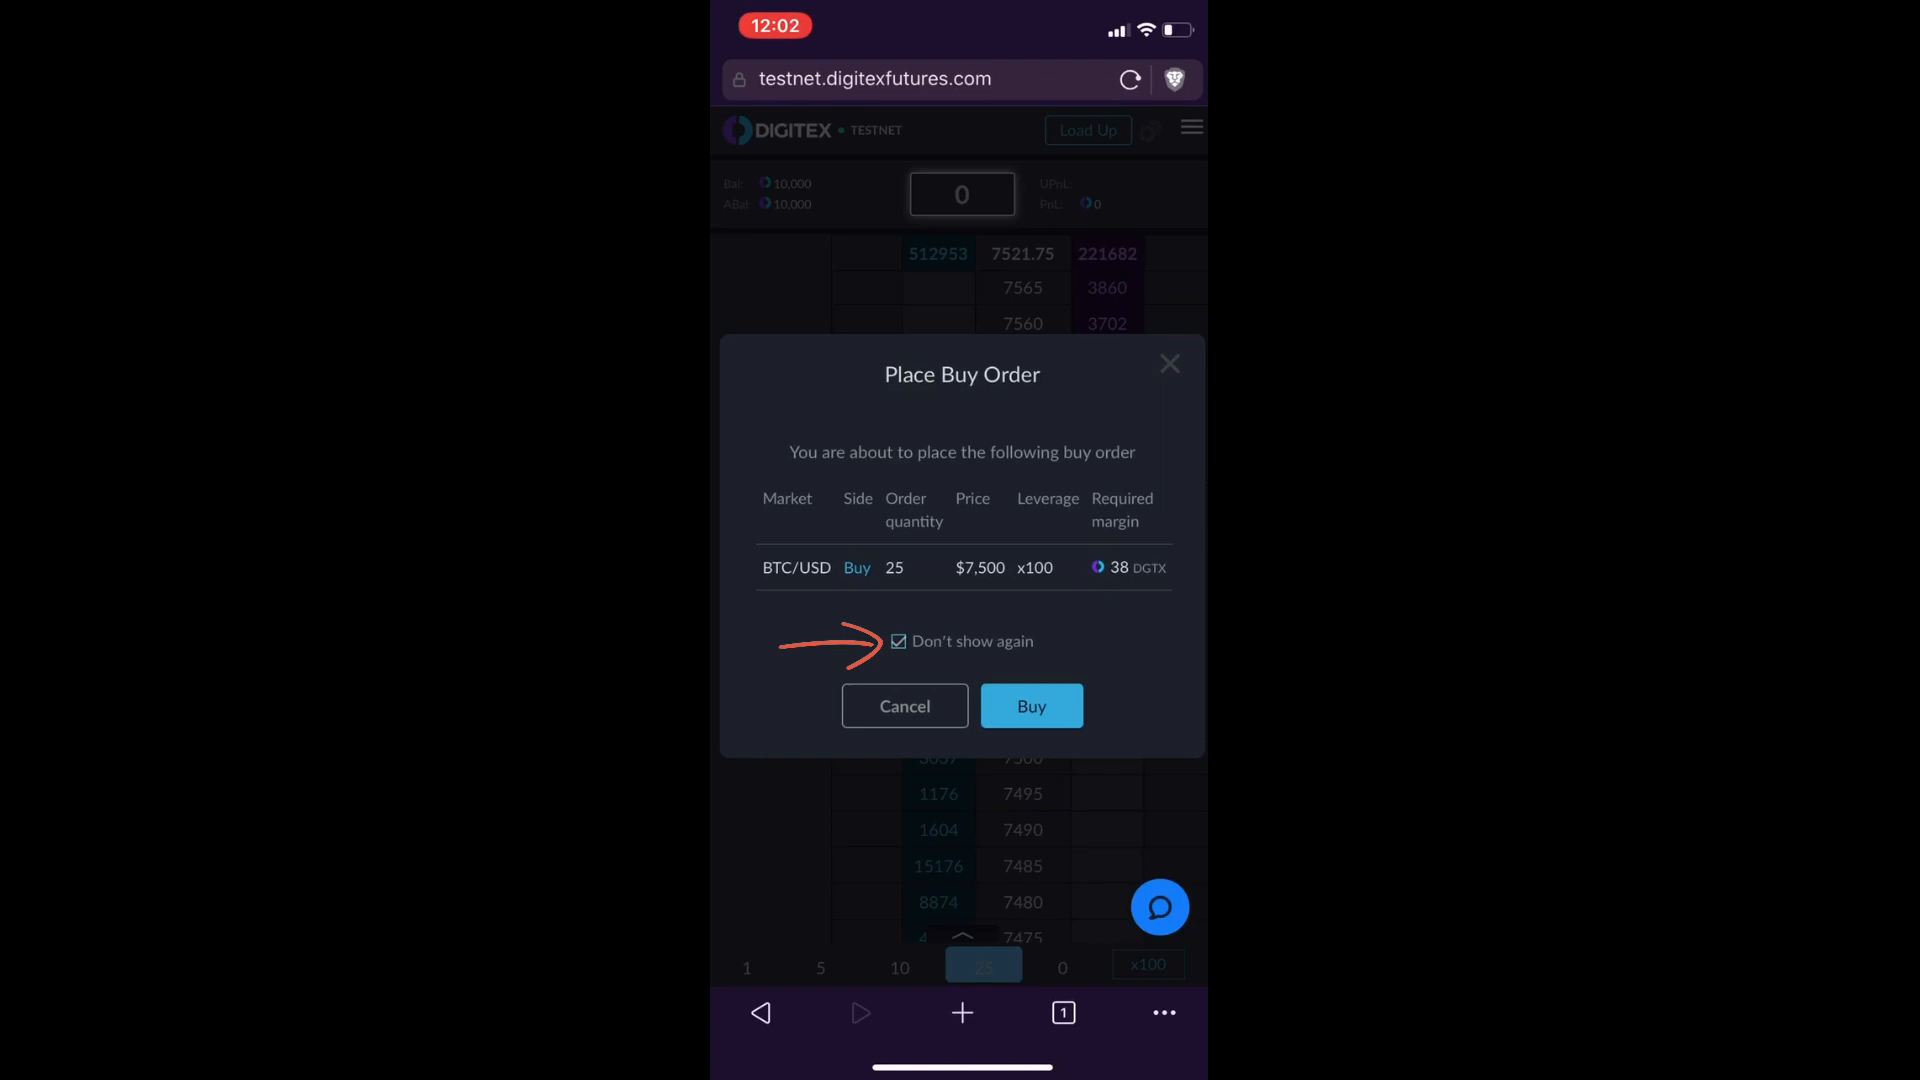 12:02
testnet.digitexfutures.com
DIGITEX • TESTNET
Load Up
Bal: 10,000
ABal: 10,000
0
UPnL:
PnL: 0
512953 7521.75 221682
7565 3860
7560 3702
Place Buy Order
You are about to place the following buy order
Market Side Order quantity Price Leverage Required margin
BTC/USD Buy 25 $7,500 x100 38 DGTX
Don't show again
Cancel Buy
7500
1176 7495
1604 7490
15176 7485
8874 7480
7475
1 5 10 25 0 x100
1